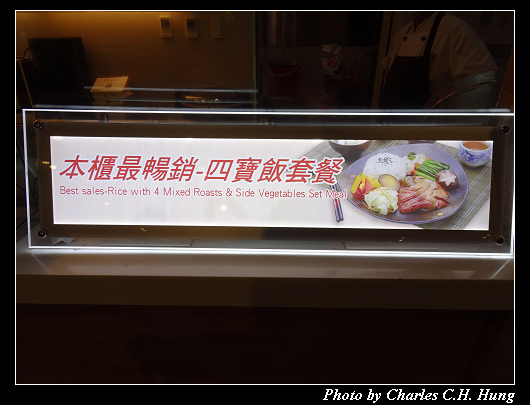 本櫃最暢銷-四寶飯套餐
Best sales-Rice with 4 Mixed Roasts & Side Vegetables Set Meal
Photo by Charles C.H. Hung